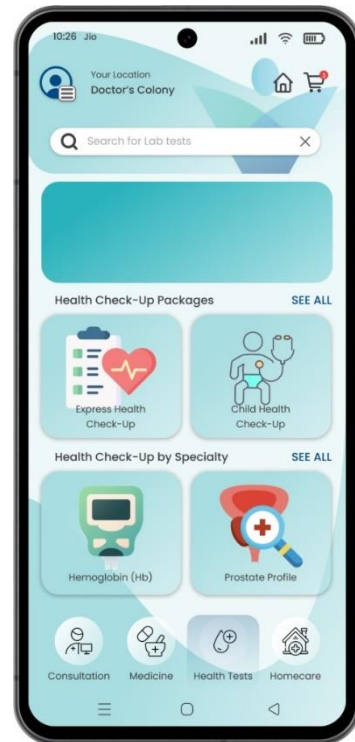 10:26 Jio
Your Location
Doctor's Colony
Search for Lab tests
Health Check-Up Packages SEE ALL
Express Health
Check-Up
Child Health
Check-Up
Health Check-Up by Specialty SEE ALL
Hemoglobin (Hb)
Prostate Profile
Consultation
Medicine
Health Tests
Homecare